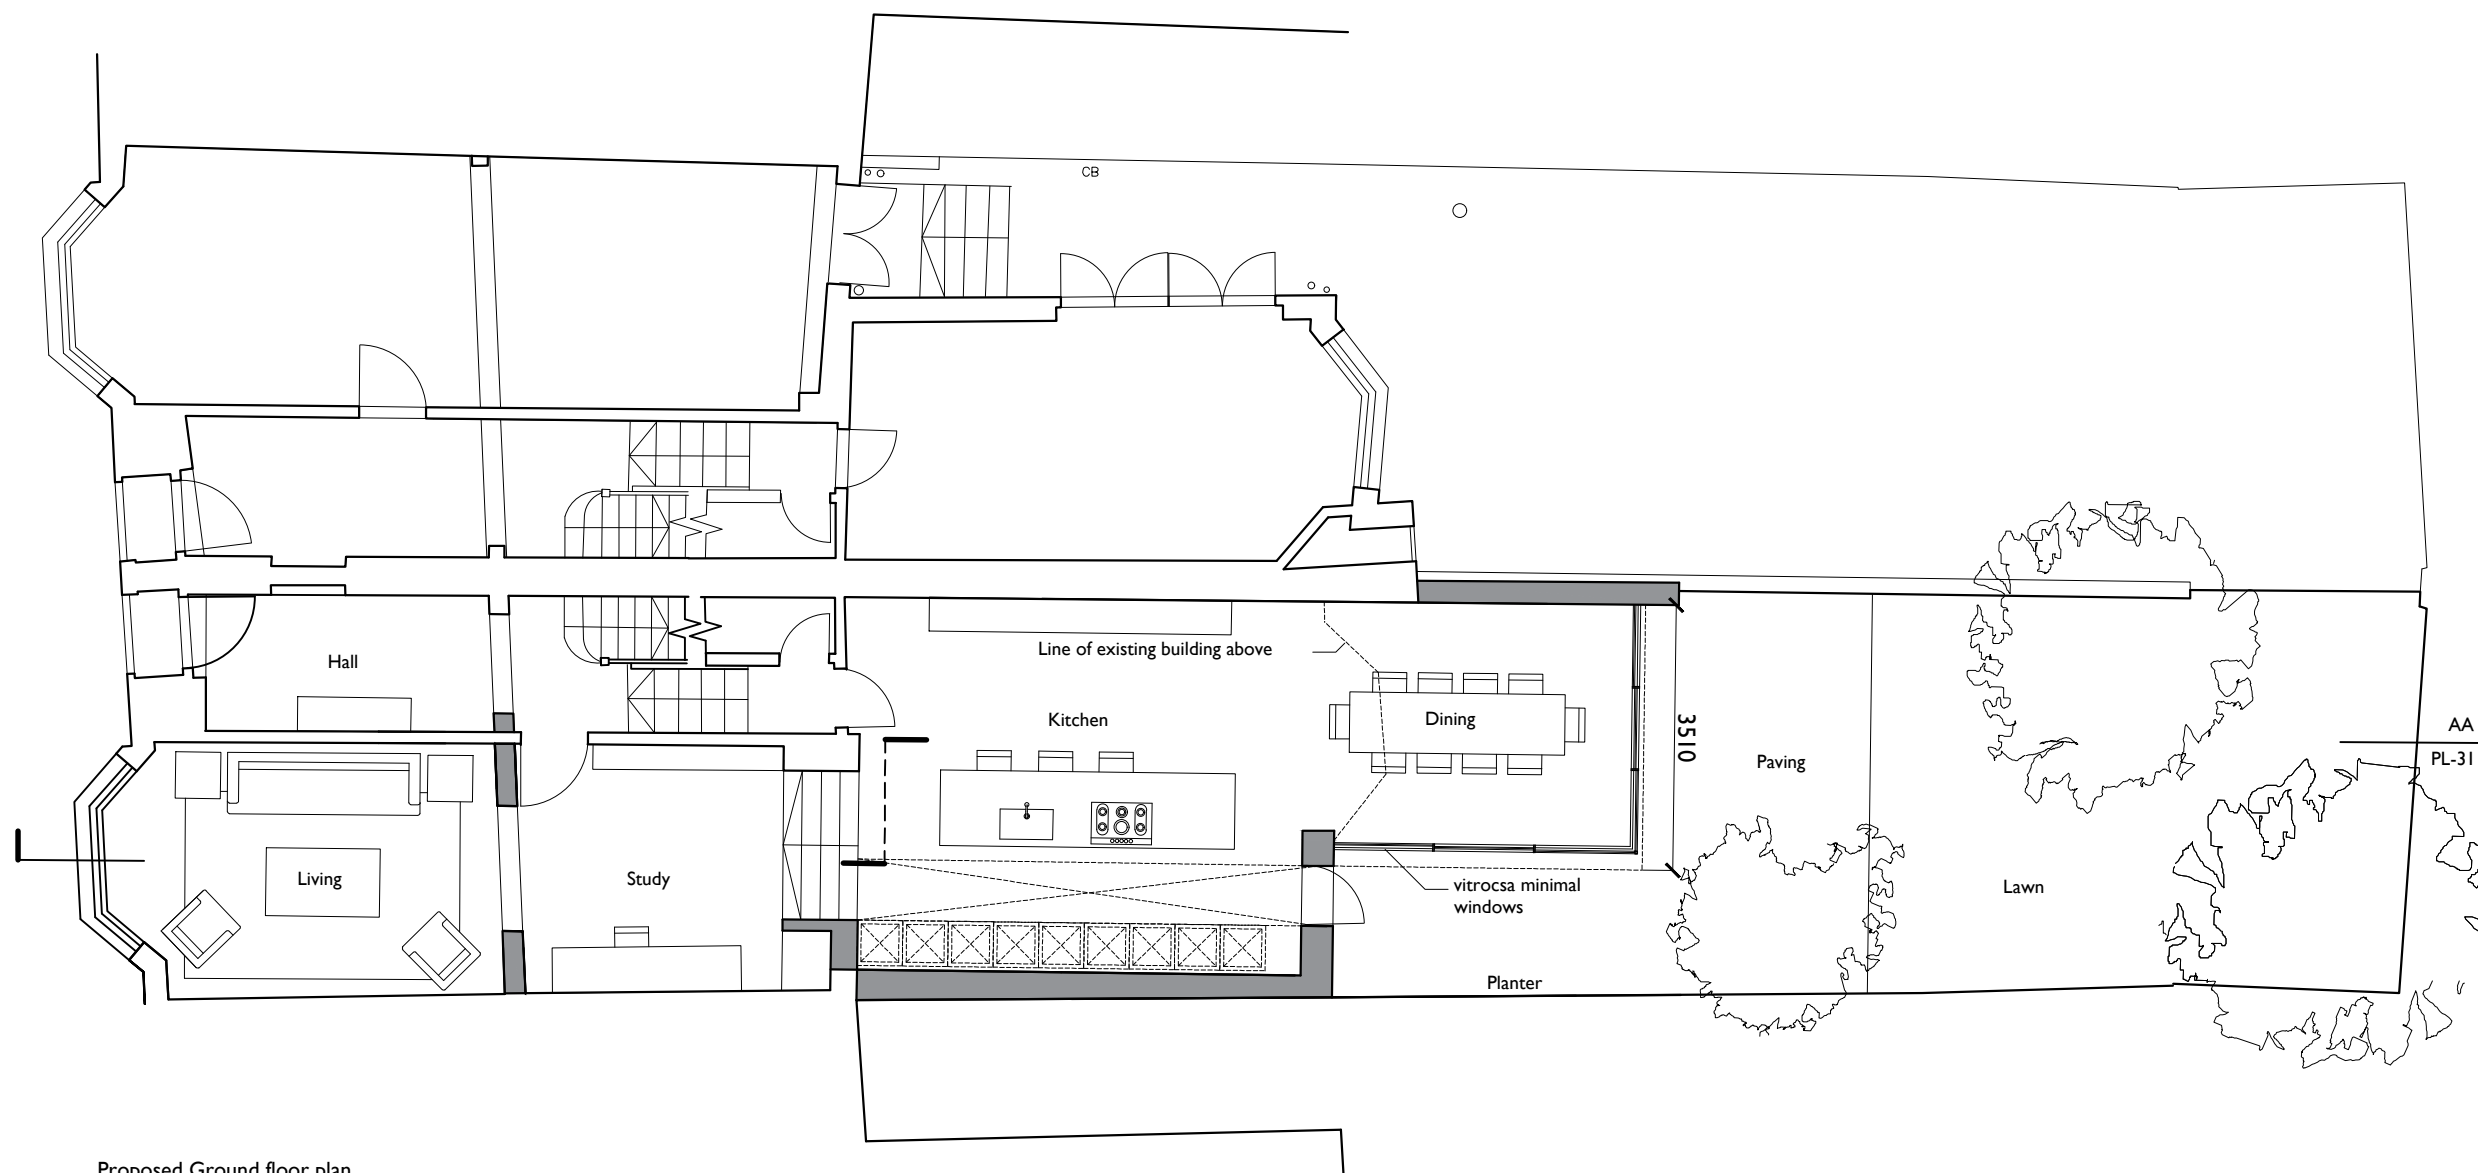 CB
Hall
Line of existing building above
Kitchen
Dining
3510
Paving
AA
PL-31
Living
Study
vitrocsa minimal
windows
Lawn
Planter
Proposed Ground floor plan